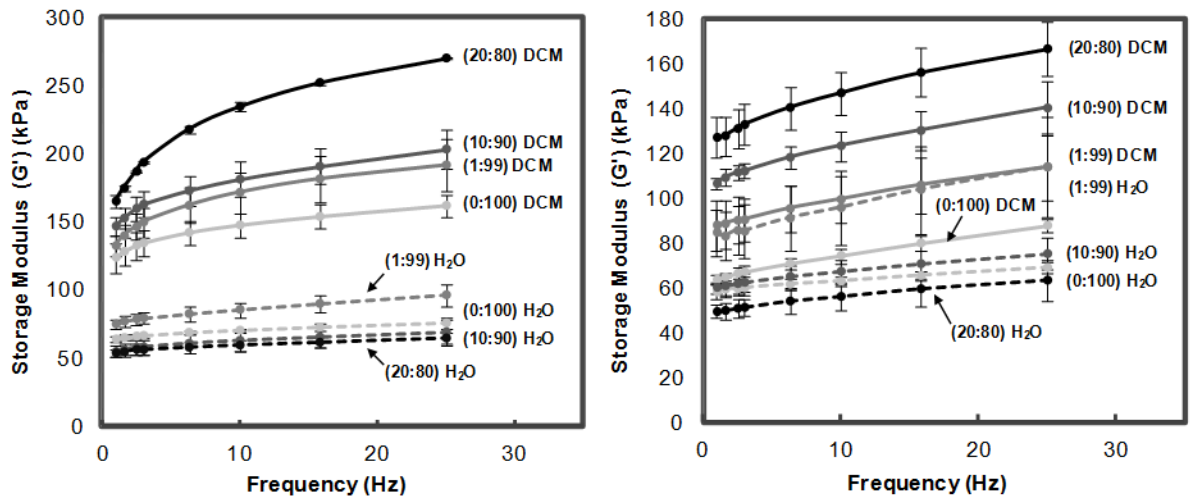 Storage Modulus (G') (kPa)
300
250
200
150
100
50
0
(20:80) DCM
(10:90) DCM
(1:99) DCM
(0:100) DCM
(1:99) H2O
(0:100) H2O
(10:90) H2O
(20:80) H2O
0 10 20 30
Frequency (Hz)
Storrage Modulus (G') (kPa)
180
160
140
120
100
80
60
40
20
0
(20:80) DCM
(10:90) DCM
(1:99) DCM
(1:99) H2O
(0:100) DCM
(10:90) H2O
(0:100) H2O
(20:80) H2O
0 10 20 30
Frequency (Hz)